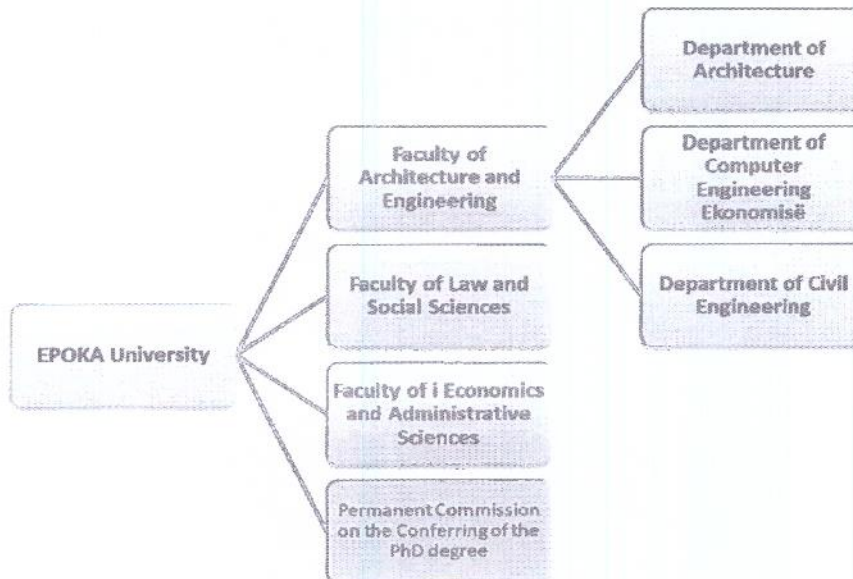 EPOKA University
Faculty of
Architecture and
Engineering
Faculty of Law and
Social Sciences
Faculty of i Economics
and Administrative
Sciences
Permanent Commission
on the Conferring of the
PhD degree
Department of
Architecture
Department of
Computer
Engineering
Ekonomisë
Department of Civil
Engineering